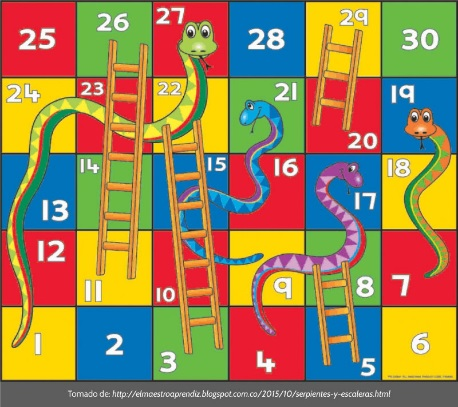 25 26 27 28 29 30
24 23 22 21 20 19
13 14 15 16 17 18
12 11 10 9 8 7
1 2 3 4 5 6
Tomado de: http://elmaestroaprendiz.blogspot.com.co/2015/10/serpientes-y-escaleras.html